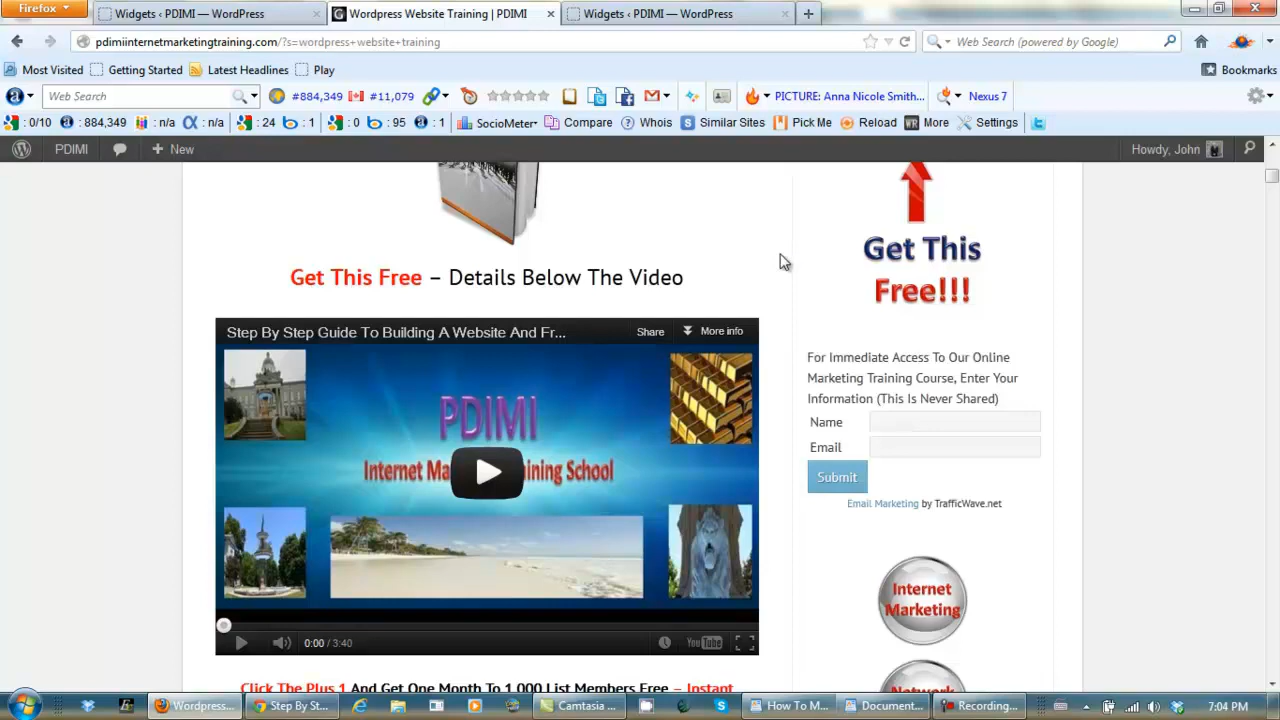 Firefox
Widgets ‹ PDIMI — WordPress
Wordpress Website Training | PDIMI
Widgets ‹ PDIMI — WordPress
pdimiinternetmarketingtraining.com/?s=wordpress+website+training
Web Search (powered by Google)
Most Visited
Getting Started
Latest Headlines
Play
Bookmarks
Web Search
#884,349
#11,079
PICTURE: Anna Nicole Smith...
Nexus 7
: 0/10
: 884,349
: n/a
: n/a
: 24
: 1
: 0
: 95
: 1
SocioMeter
Compare
Whois
Similar Sites
Pick Me
Reload
More
Settings
PDIMI
+ New
Howdy, John
Get This Free – Details Below The Video
Get This
Free!!!
Step By Step Guide To Building A Website And Fr...
Share
More info
PDIMI
Internet Ma ining School
0:00 / 3:40
YouTube
Click The Plus 1 And Get One Month To 1,000 List Members Free – Instant
For Immediate Access To Our Online
Marketing Training Course, Enter Your
Information (This Is Never Shared)
Name
Email
Submit
Email Marketing by TrafficWave.net
Internet
Marketing
Network
Wordpress...
Step By St...
Camtasia ...
How To M...
Document...
Recording...
7:04 PM